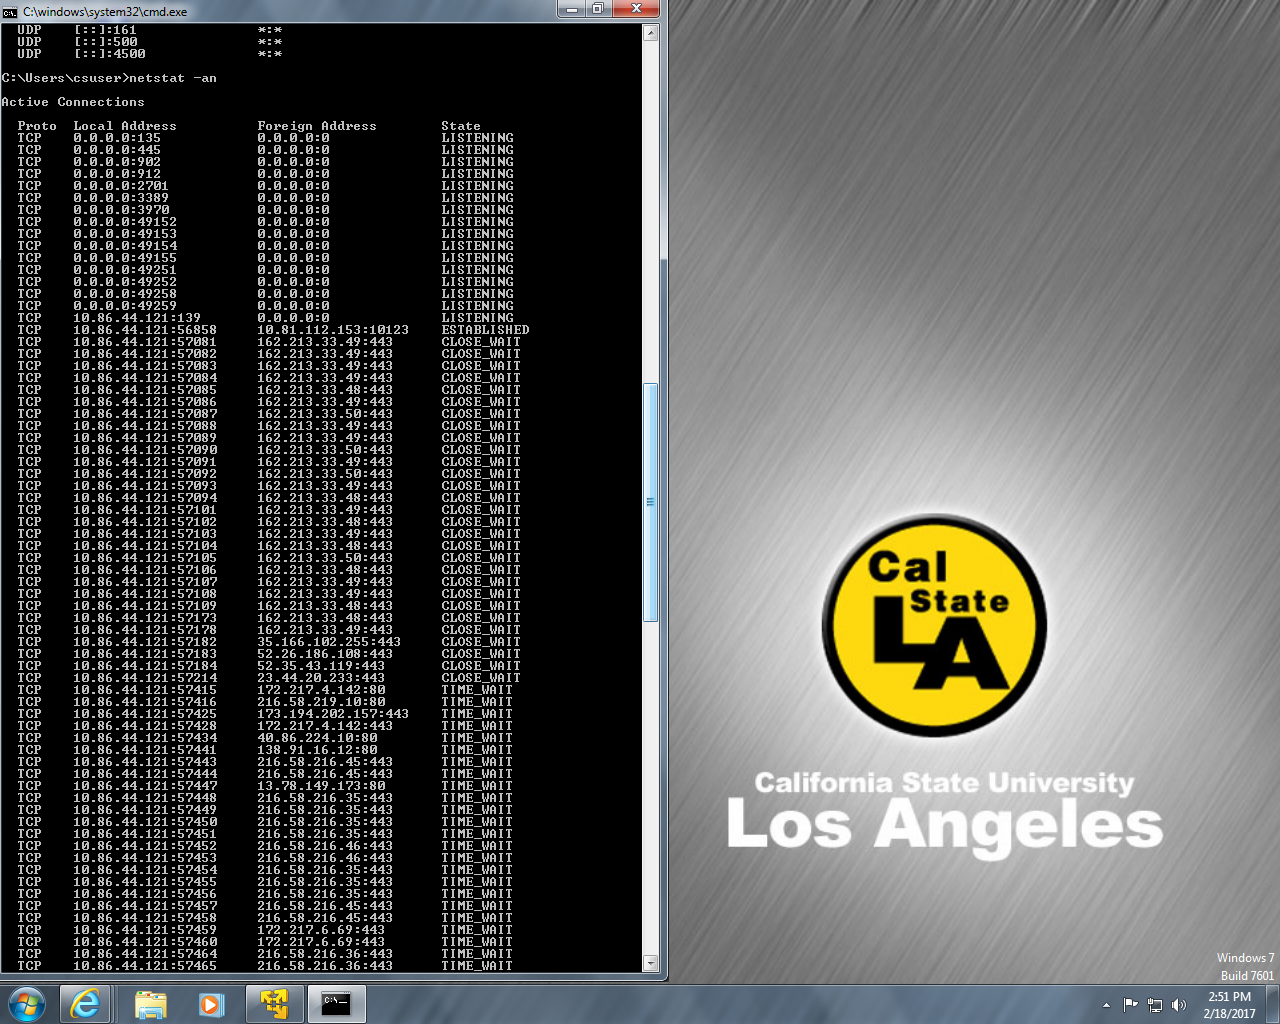 C:\windows\system32\cmd.exe
UDP [::]:161 *:*
UDP [::]:500 *:*
UDP [::]:4500 *:*
C:\Users\csuser>netstat -an
Active Connections
Proto Local Address Foreign Address State
TCP 0.0.0.0:135 0.0.0.0:0 LISTENING
TCP 0.0.0.0:445 0.0.0.0:0 LISTENING
TCP 0.0.0.0:902 0.0.0.0:0 LISTENING
TCP 0.0.0.0:912 0.0.0.0:0 LISTENING
TCP 0.0.0.0:2701 0.0.0.0:0 LISTENING
TCP 0.0.0.0:3389 0.0.0.0:0 LISTENING
TCP 0.0.0.0:3970 0.0.0.0:0 LISTENING
TCP 0.0.0.0:49152 0.0.0.0:0 LISTENING
TCP 0.0.0.0:49153 0.0.0.0:0 LISTENING
TCP 0.0.0.0:49154 0.0.0.0:0 LISTENING
TCP 0.0.0.0:49155 0.0.0.0:0 LISTENING
TCP 0.0.0.0:49251 0.0.0.0:0 LISTENING
TCP 0.0.0.0:49252 0.0.0.0:0 LISTENING
TCP 0.0.0.0:49258 0.0.0.0:0 LISTENING
TCP 0.0.0.0:49259 0.0.0.0:0 LISTENING
TCP 10.86.44.121:139 0.0.0.0:0 LISTENING
TCP 10.86.44.121:56858 10.81.112.153:10123 ESTABLISHED
TCP 10.86.44.121:57081 162.213.33.49:443 CLOSE_WAIT
TCP 10.86.44.121:57082 162.213.33.49:443 CLOSE_WAIT
TCP 10.86.44.121:57083 162.213.33.49:443 CLOSE_WAIT
TCP 10.86.44.121:57084 162.213.33.49:443 CLOSE_WAIT
TCP 10.86.44.121:57085 162.213.33.48:443 CLOSE_WAIT
TCP 10.86.44.121:57086 162.213.33.49:443 CLOSE_WAIT
TCP 10.86.44.121:57087 162.213.33.50:443 CLOSE_WAIT
TCP 10.86.44.121:57088 162.213.33.49:443 CLOSE_WAIT
TCP 10.86.44.121:57089 162.213.33.49:443 CLOSE_WAIT
TCP 10.86.44.121:57090 162.213.33.50:443 CLOSE_WAIT
TCP 10.86.44.121:57091 162.213.33.49:443 CLOSE_WAIT
TCP 10.86.44.121:57092 162.213.33.50:443 CLOSE_WAIT
TCP 10.86.44.121:57093 162.213.33.49:443 CLOSE_WAIT
TCP 10.86.44.121:57094 162.213.33.48:443 CLOSE_WAIT
TCP 10.86.44.121:57101 162.213.33.49:443 CLOSE_WAIT
TCP 10.86.44.121:57102 162.213.33.48:443 CLOSE_WAIT
TCP 10.86.44.121:57103 162.213.33.49:443 CLOSE_WAIT
TCP 10.86.44.121:57104 162.213.33.48:443 CLOSE_WAIT
TCP 10.86.44.121:57105 162.213.33.50:443 CLOSE_WAIT
TCP 10.86.44.121:57106 162.213.33.48:443 CLOSE_WAIT
TCP 10.86.44.121:57107 162.213.33.49:443 CLOSE_WAIT
TCP 10.86.44.121:57108 162.213.33.49:443 CLOSE_WAIT
TCP 10.86.44.121:57109 162.213.33.48:443 CLOSE_WAIT
TCP 10.86.44.121:57173 162.213.33.48:443 CLOSE_WAIT
TCP 10.86.44.121:57178 162.213.33.49:443 CLOSE_WAIT
TCP 10.86.44.121:57182 35.166.102.255:443 CLOSE_WAIT
TCP 10.86.44.121:57183 52.26.186.108:443 CLOSE_WAIT
TCP 10.86.44.121:57184 52.35.43.119:443 CLOSE_WAIT
TCP 10.86.44.121:57214 23.44.20.233:443 CLOSE_WAIT
TCP 10.86.44.121:57415 172.217.4.142:80 TIME_WAIT
TCP 10.86.44.121:57416 216.58.219.10:80 TIME_WAIT
TCP 10.86.44.121:57425 173.194.202.157:443 TIME_WAIT
TCP 10.86.44.121:57428 172.217.4.142:443 TIME_WAIT
TCP 10.86.44.121:57434 40.86.224.10:80 TIME_WAIT
TCP 10.86.44.121:57441 138.91.16.12:80 TIME_WAIT
TCP 10.86.44.121:57443 216.58.216.45:443 TIME_WAIT
TCP 10.86.44.121:57444 216.58.216.45:443 TIME_WAIT
TCP 10.86.44.121:57447 13.78.149.173:80 TIME_WAIT
TCP 10.86.44.121:57448 216.58.216.35:443 TIME_WAIT
TCP 10.86.44.121:57449 216.58.216.35:443 TIME_WAIT
TCP 10.86.44.121:57450 216.58.216.35:443 TIME_WAIT
TCP 10.86.44.121:57451 216.58.216.35:443 TIME_WAIT
TCP 10.86.44.121:57452 216.58.216.46:443 TIME_WAIT
TCP 10.86.44.121:57453 216.58.216.46:443 TIME_WAIT
TCP 10.86.44.121:57454 216.58.216.35:443 TIME_WAIT
TCP 10.86.44.121:57455 216.58.216.35:443 TIME_WAIT
TCP 10.86.44.121:57456 216.58.216.35:443 TIME_WAIT
TCP 10.86.44.121:57457 216.58.216.45:443 TIME_WAIT
TCP 10.86.44.121:57458 216.58.216.45:443 TIME_WAIT
TCP 10.86.44.121:57459 172.217.6.69:443 TIME_WAIT
TCP 10.86.44.121:57460 172.217.6.69:443 TIME_WAIT
TCP 10.86.44.121:57464 216.58.216.36:443 TIME_WAIT
TCP 10.86.44.121:57465 216.58.216.36:443 TIME_WAIT
Cal
State
LA
California State University
Los Angeles
Windows 7
Build 7601
C:\_
2:51 PM
2/18/2017